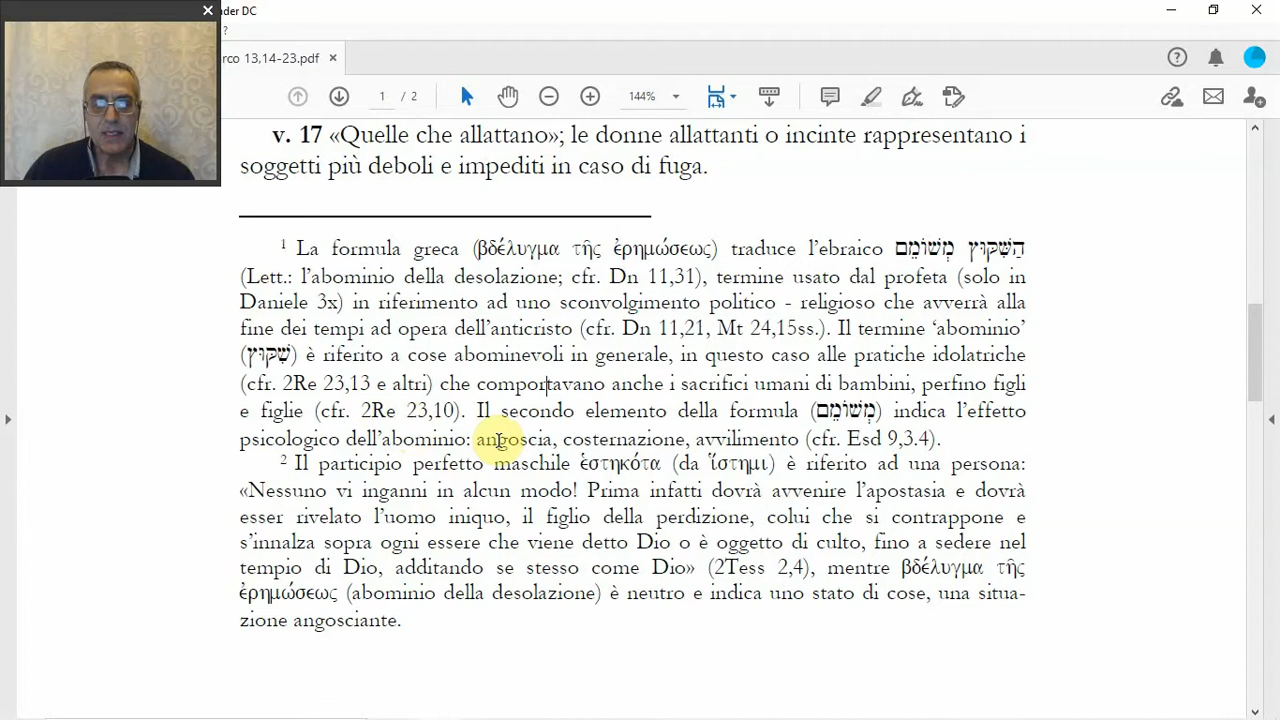 nder DC
?
rco 13,14-23.pdf
1 / 2
144%
v. 17 «Quelle che allattano»; le donne allattanti o incinte rappresentano i
soggetti più deboli e impediti in caso di fuga.
1 La formula greca (βδέλυγμα τῆς ἐρημώσεως) traduce l'ebraico הַשִּׁקּוּץ מְשׁוֹמֵם
(Lett.: l'abominio della desolazione; cfr. Dn 11,31), termine usato dal profeta (solo in
Daniele 3x) in riferimento ad uno sconvolgimento politico - religioso che avverrà alla
fine dei tempi ad opera dell'anticristo (cfr. Dn 11,21, Mt 24,15ss.). Il termine 'abominio'
(שִׁקּוּץ) è riferito a cose abominevoli in generale, in questo caso alle pratiche idolatriche
(cfr. 2Re 23,13 e altri) che comportavano anche i sacrifici umani di bambini, perfino figli
e figlie (cfr. 2Re 23,10). Il secondo elemento della formula (מְשׁוֹמֵם) indica l'effetto
psicologico dell'abominio: angoscia, costernazione, avvilimento (cfr. Esd 9,3.4).
2 Il participio perfetto maschile ἑστηκότα (da ἵστημι) è riferito ad una persona:
«Nessuno vi inganni in alcun modo! Prima infatti dovrà avvenire l'apostasia e dovrà
esser rivelato l'uomo iniquo, il figlio della perdizione, colui che si contrappone e
s'innalza sopra ogni essere che viene detto Dio o è oggetto di culto, fino a sedere nel
tempio di Dio, additando se stesso come Dio» (2Tess 2,4), mentre βδέλυγμα τῆς
ἐρημώσεως (abominio della desolazione) è neutro e indica uno stato di cose, una situa-
zione angosciante.